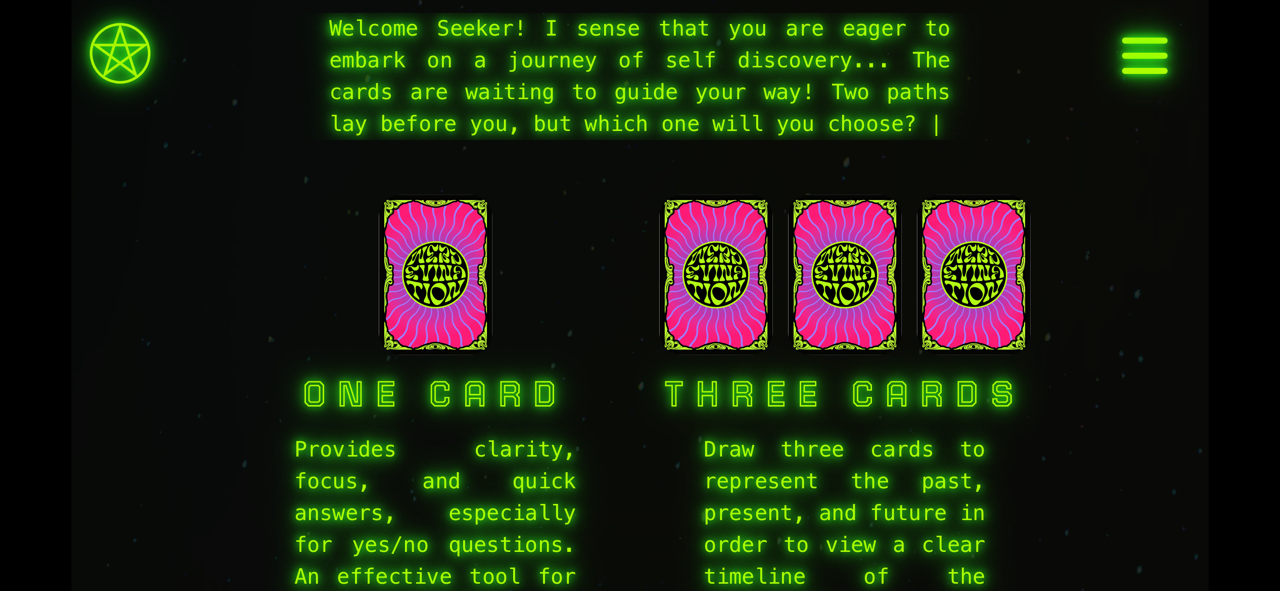 Welcome Seeker! I sense that you are eager to
embark on a journey of self discovery... The
cards are waiting to guide your way! Two paths
lay before you, but which one will you choose? |
ONE CARD
THREE CARDS
Provides clarity,
focus, and quick
answers, especially
for yes/no questions.
An effective tool for
Draw three cards to
represent the past,
present, and future in
order to view a clear
timeline of the